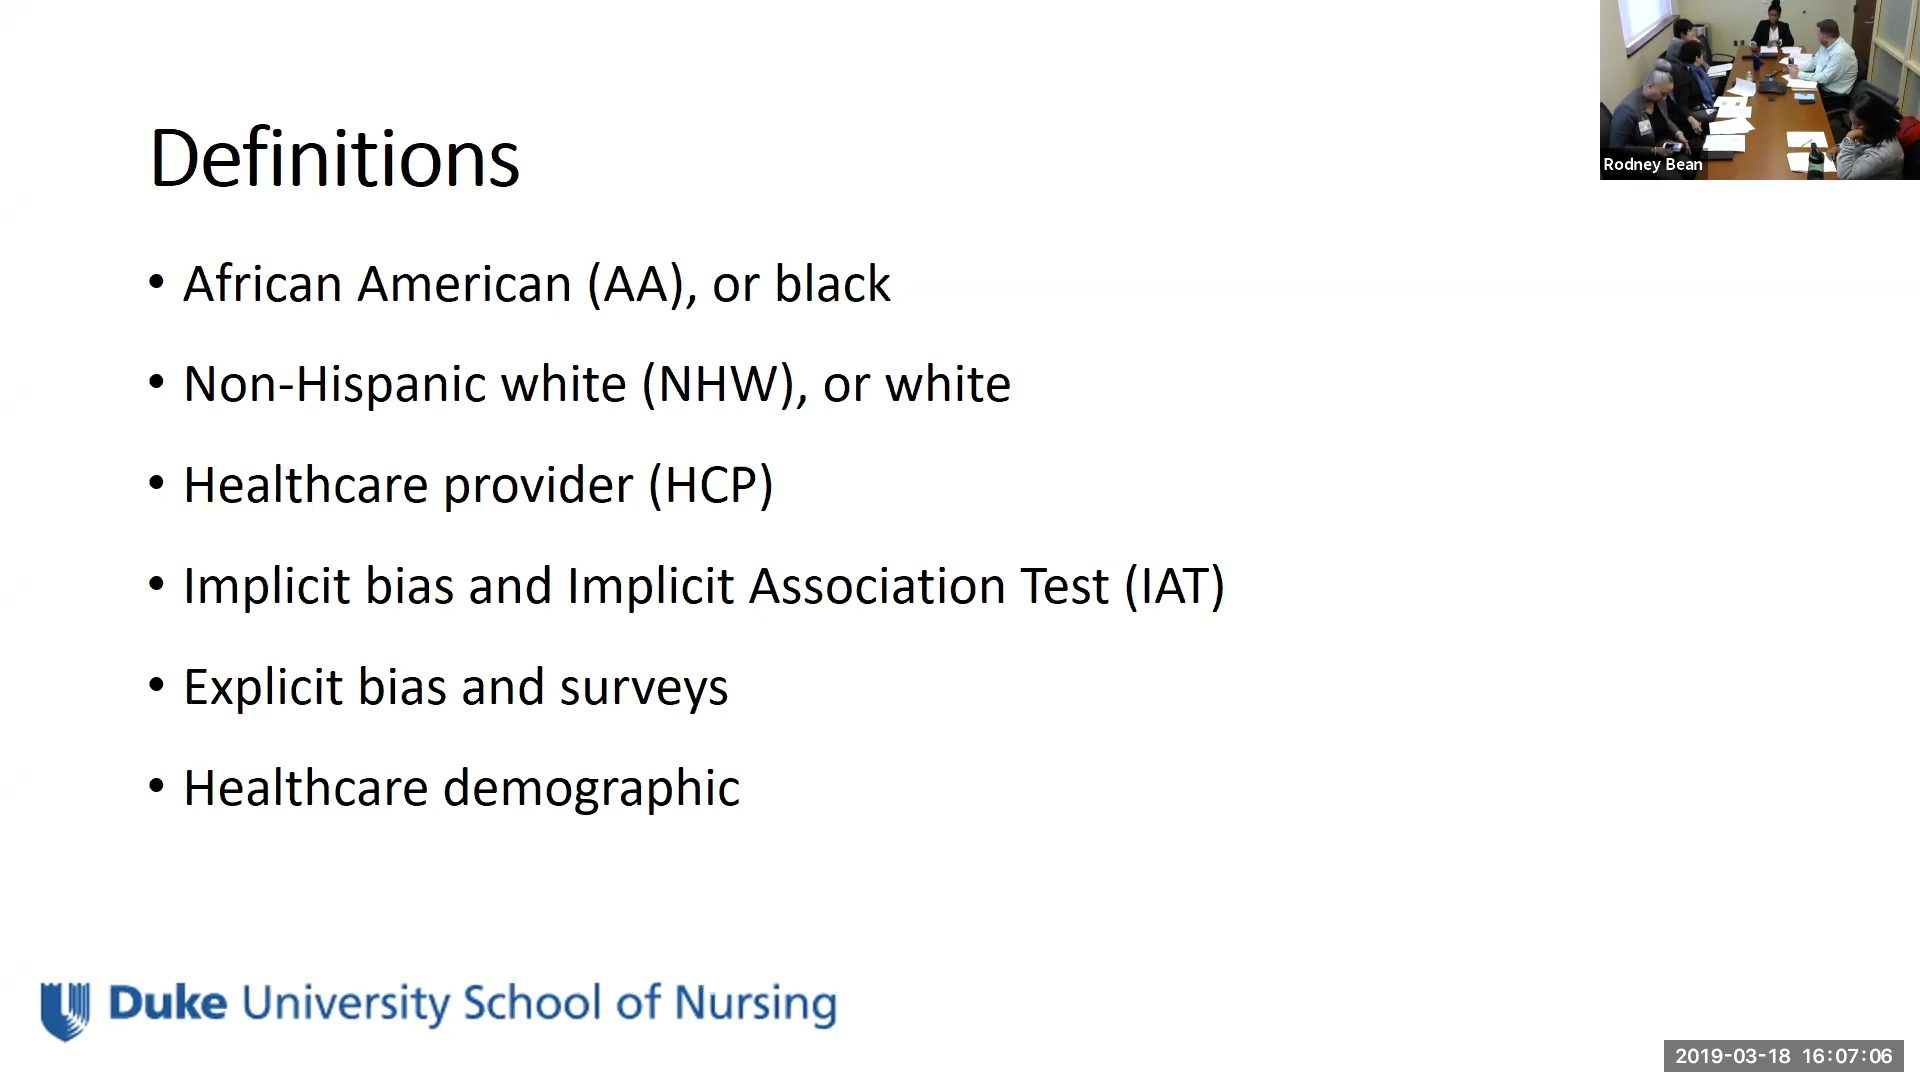 Definitions
• African American (AA), or black
• Non-Hispanic white (NHW), or white
• Healthcare provider (HCP)
• Implicit bias and Implicit Association Test (IAT)
• Explicit bias and surveys
• Healthcare demographic
Duke University School of Nursing
Rodney Bean
2019-03-18 16:07:06